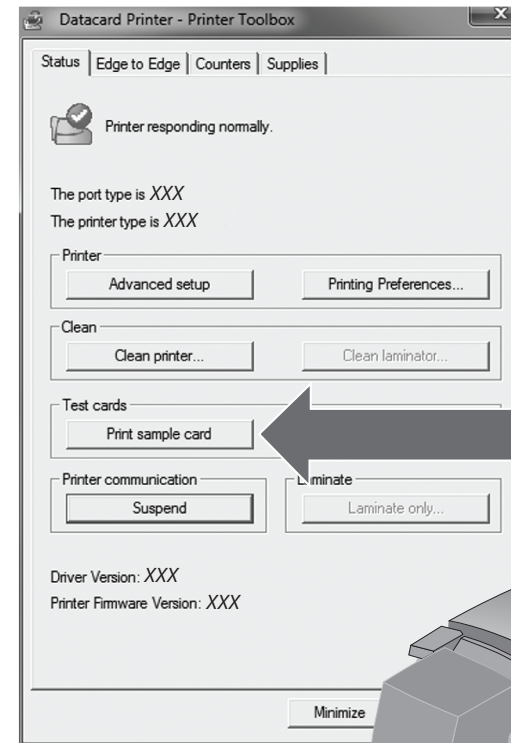 Datacard Printer - Printer Toolbox
Status Edge to Edge Counters Supplies
Printer responding normally.
The port type is XXX
The printer type is XXX
Printer
Advanced setup Printing Preferences...
Clean
Clean printer... Clean laminator...
Test cards
Print sample card
Printer communication Laminate
Suspend Laminate only...
Driver Version: XXX
Printer Firmware Version: XXX
Minimize